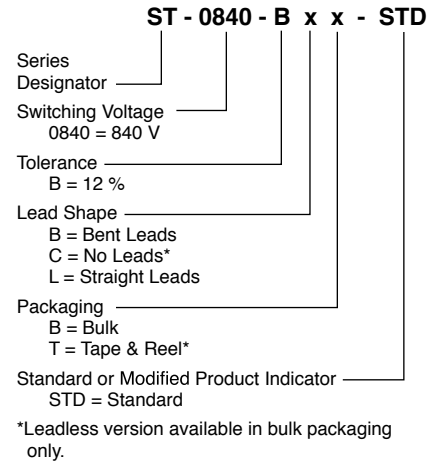 ST - 0840 - B x x - STD
Series
Designator
Switching Voltage
0840 = 840 V
Tolerance
B = 12 %
Lead Shape
B = Bent Leads
C = No Leads*
L = Straight Leads
Packaging
B = Bulk
T = Tape & Reel*
Standard or Modified Product Indicator
STD = Standard
*Leadless version available in bulk packaging
only.